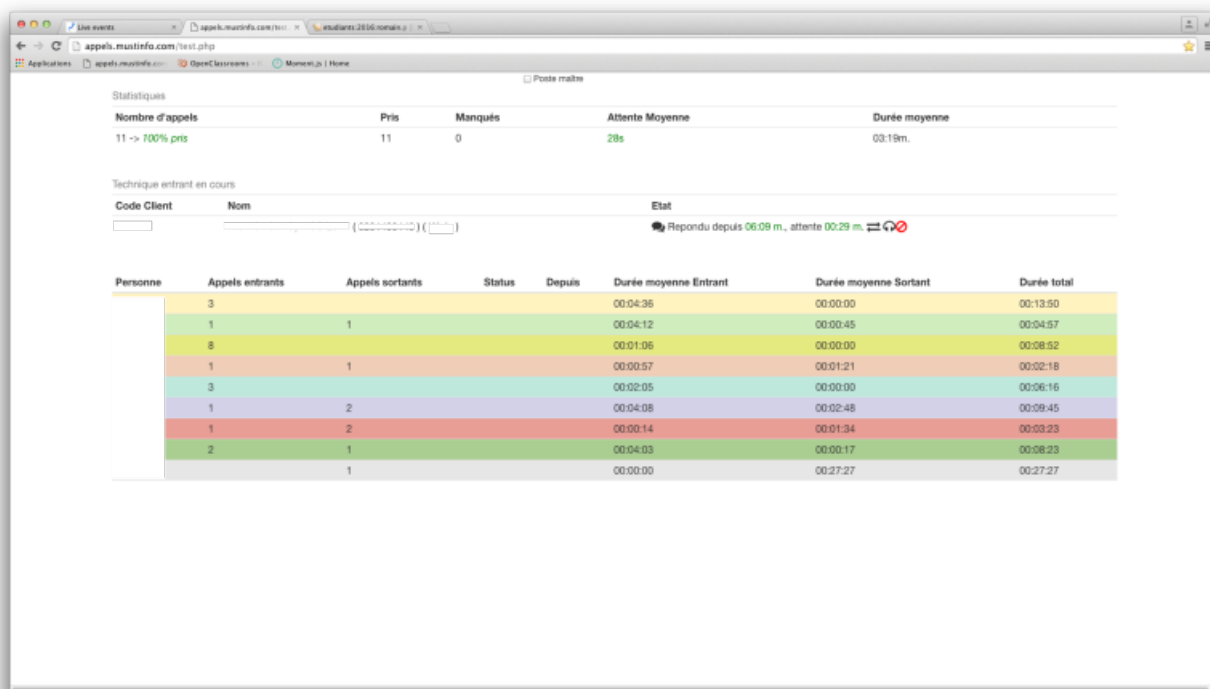 Live events appels.mustinfo.com/tes etudiants:2016:romain.p
appels.mustinfo.com/test.php
Applications appels.mustinfo.com OpenClassrooms - Moment.js | Home
Poste maître
Statistiques
Nombre d'appels Pris Manqués Attente Moyenne Durée moyenne
11 -> 100% pris 11 0 28s 03:19m.
Technique entrant en cours
Code Client Nom Etat
( ) ( ) Repondu depuis 06:09 m., attente 00:29 m.
Personne Appels entrants Appels sortants Status Depuis Durée moyenne Entrant Durée moyenne Sortant Durée total
3 00:04:36 00:00:00 00:13:50
1 1 00:04:12 00:00:45 00:04:57
8 00:01:06 00:00:00 00:08:52
1 1 00:00:57 00:01:21 00:02:18
3 00:02:05 00:00:00 00:06:16
1 2 00:04:08 00:02:48 00:09:45
1 2 00:00:14 00:01:34 00:03:23
2 1 00:04:03 00:00:17 00:08:23
1 00:00:00 00:27:27 00:27:27